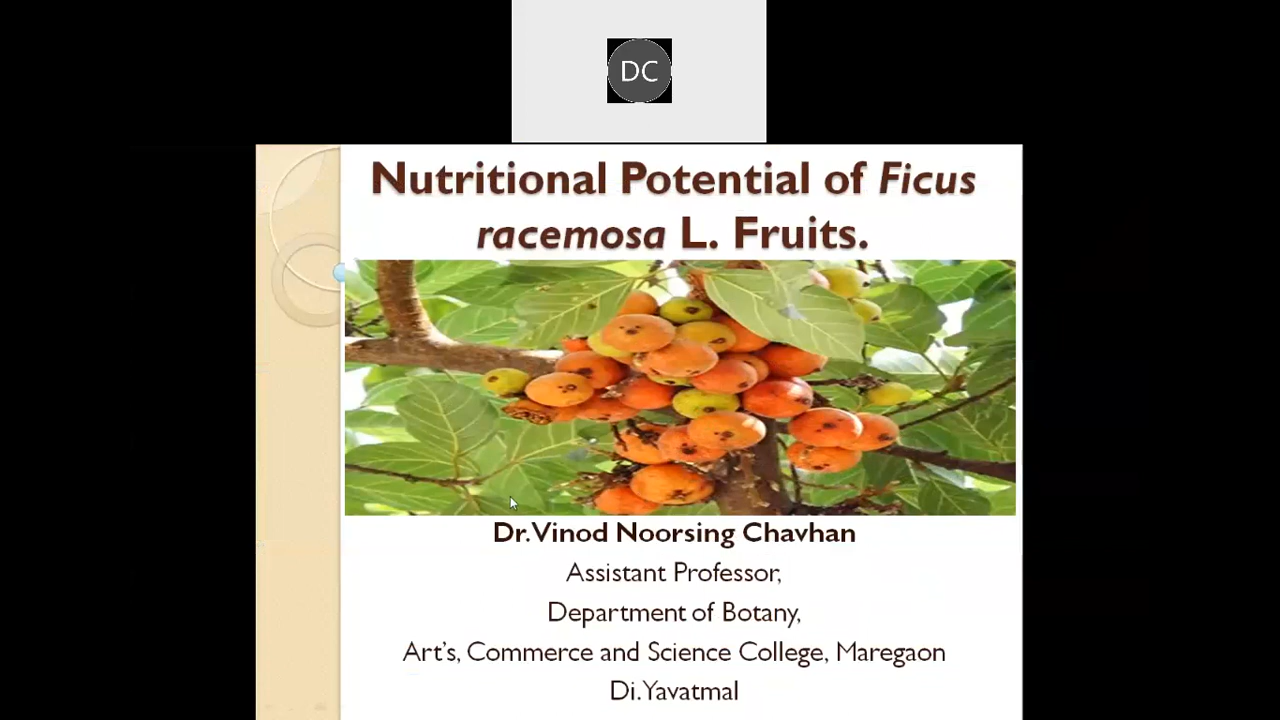 DC
Nutritional Potential of Ficus
racemosa L. Fruits.
Dr.Vinod Noorsing Chavhan
Assistant Professor,
Department of Botany,
Art's, Commerce and Science College, Maregaon
Di.Yavatmal